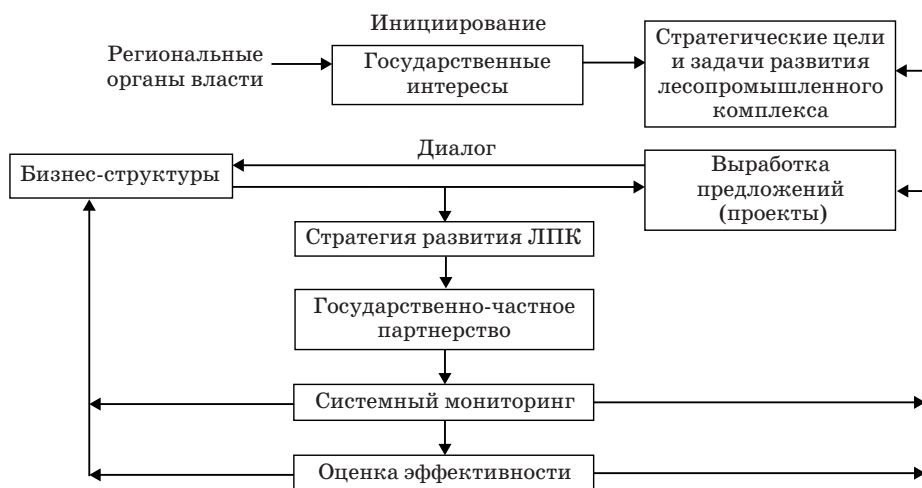 Инициирование
Региональные
органы власти
Государственные
интересы
Стратегические цели
и задачи развития
лесопромышленного
комплекса
Диалог
Бизнес-структуры
Выработка
предложений
(проекты)
Стратегия развития ЛПК
Государственно-частное
партнерство
Системный мониторинг
Оценка эффективности